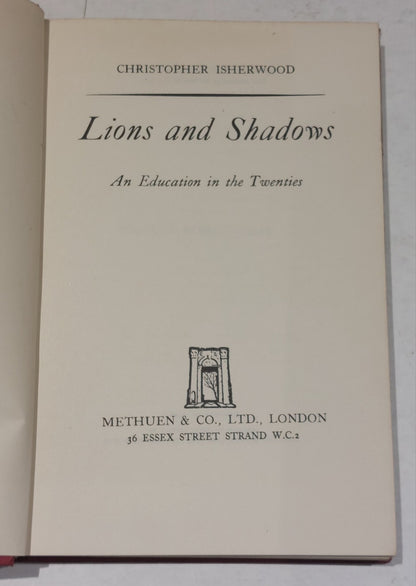 CHRISTOPHER ISHERWOOD
Lions and Shadows
An Education in the Twenties
METHUEN & CO., LTD., LONDON
36 ESSEX STREET STRAND W.C.2